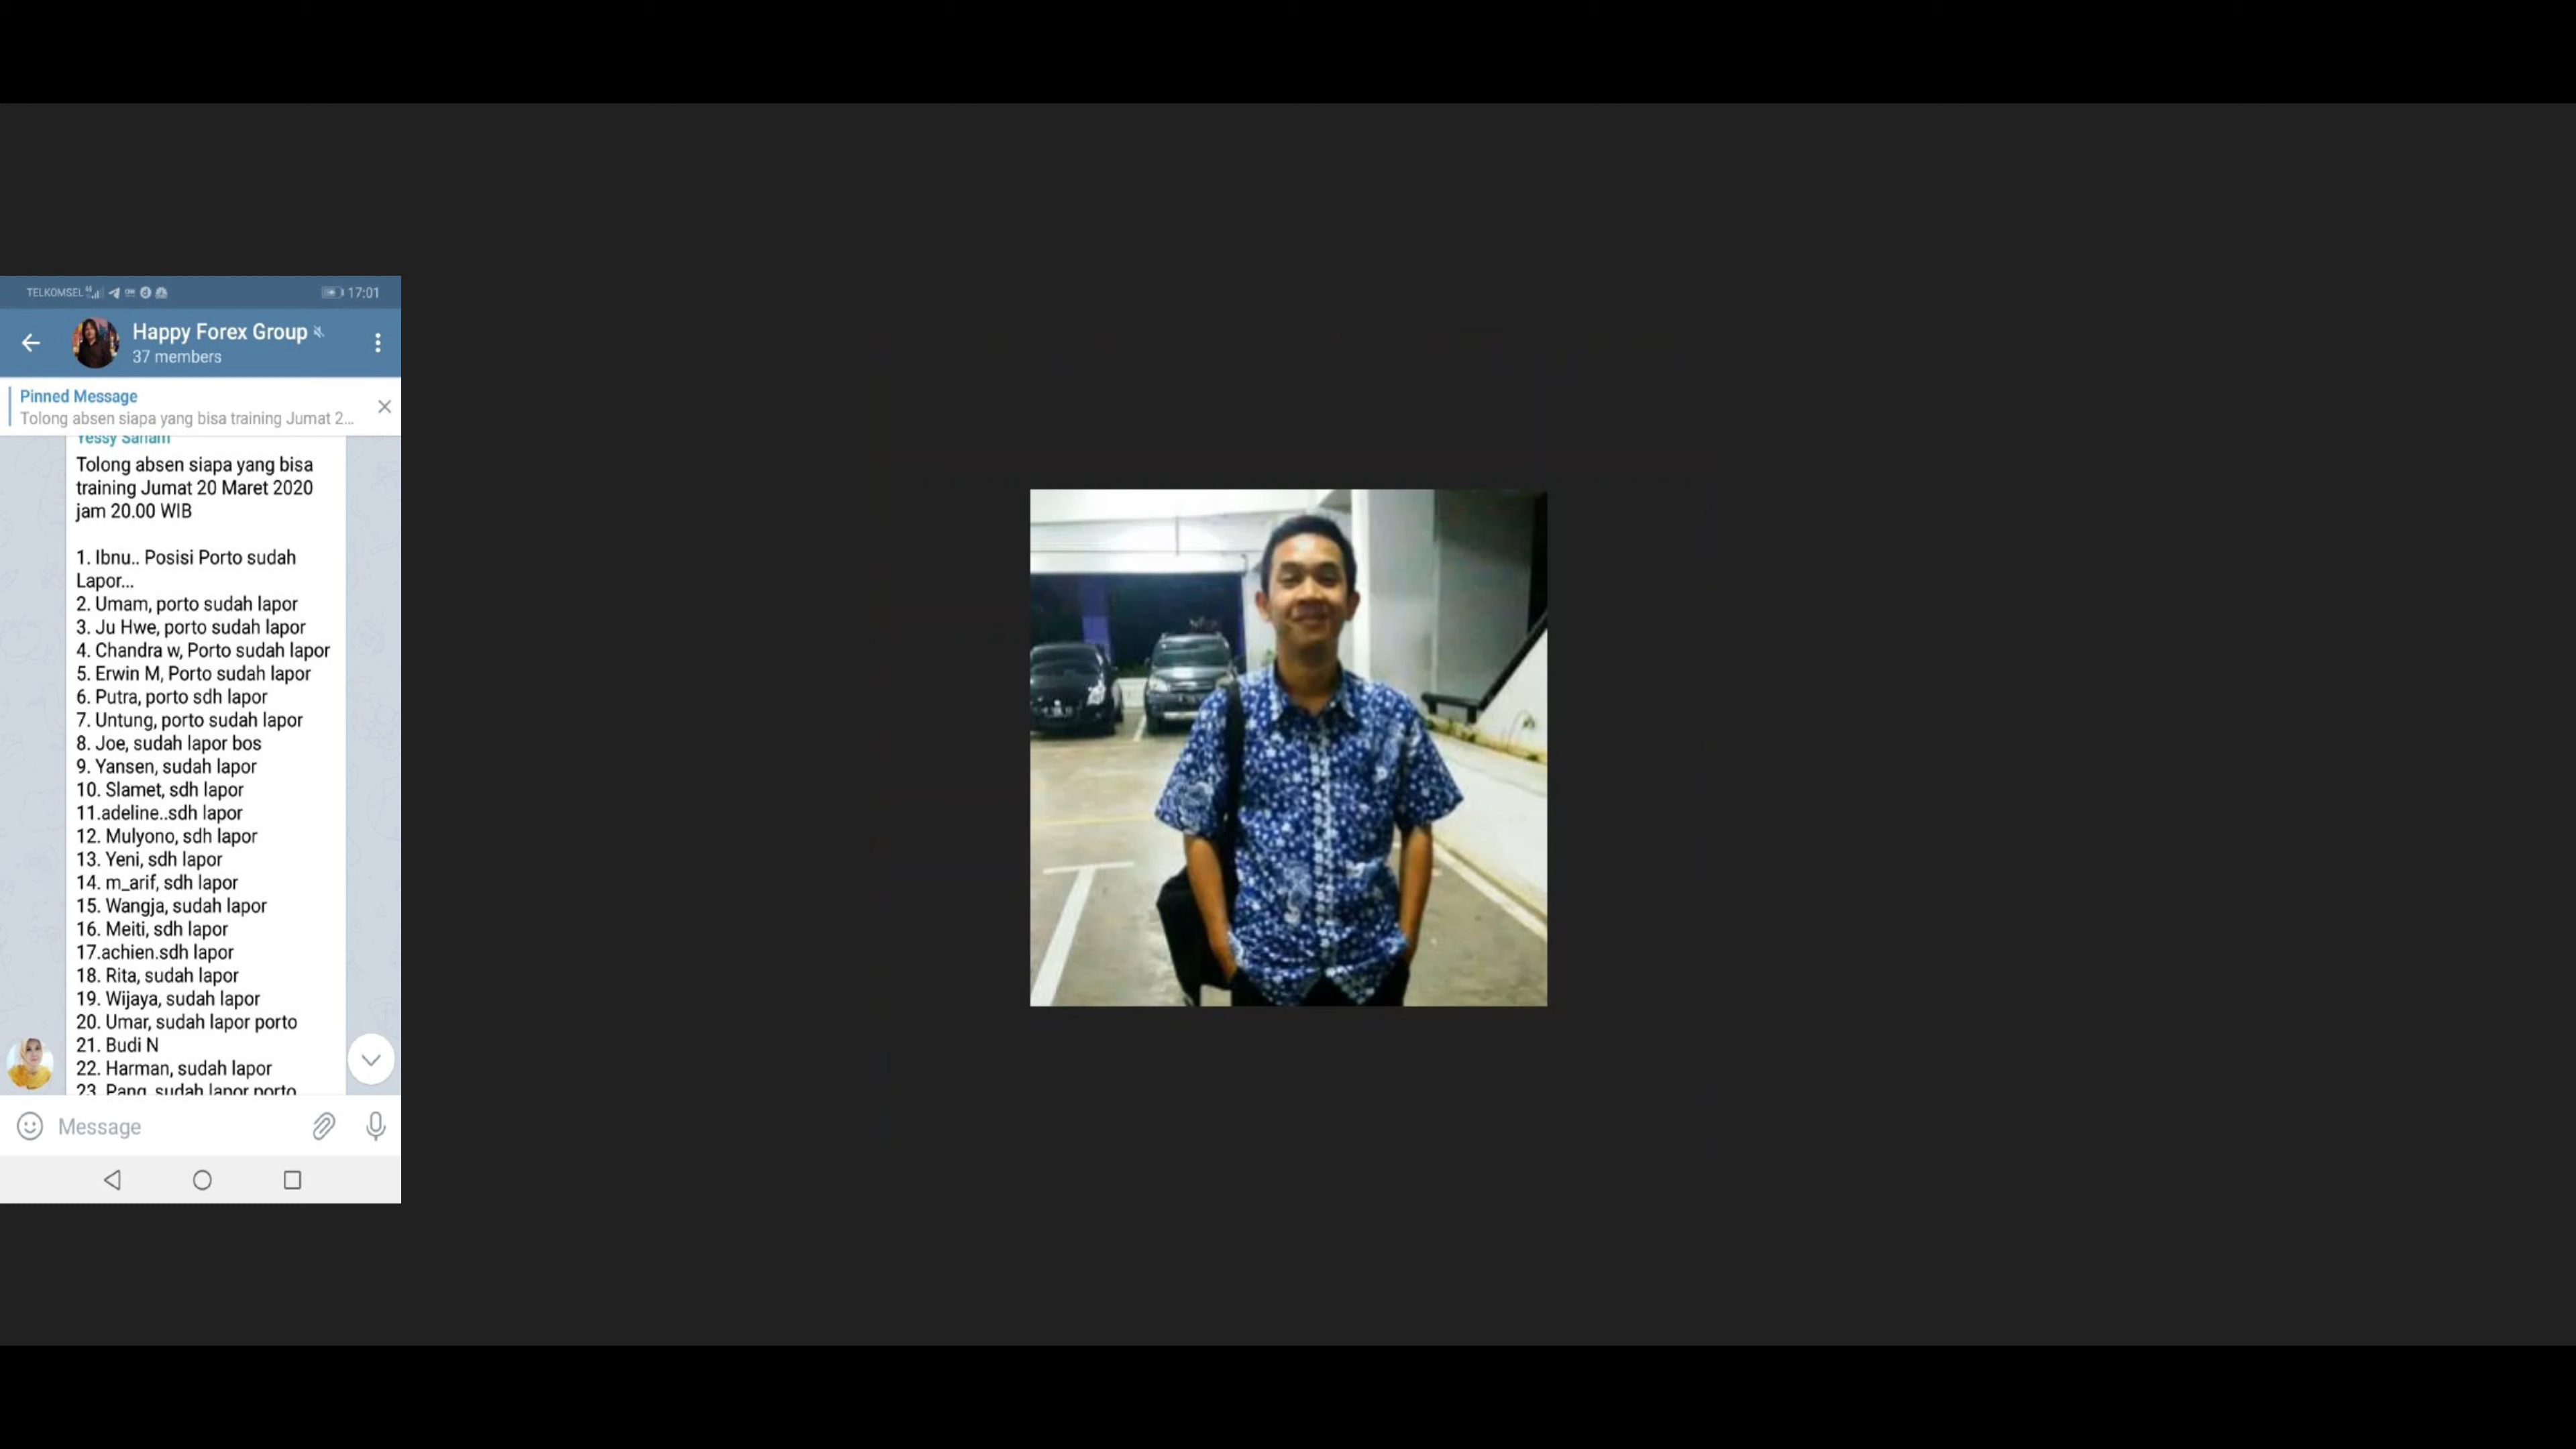 TELKOMSEL
17:01
Happy Forex Group
37 members
Pinned Message
Tolong absen siapa yang bisa training Jumat 2...
Yessy
Tolong absen siapa yang bisa
training Jumat 20 Maret 2020
jam 20.00 WIB
1. Ibnu.. Posisi Porto sudah
Lapor...
2. Umam, porto sudah lapor
3. Ju Hwe, porto sudah lapor
4. Chandra w, Porto sudah lapor
5. Erwin M, Porto sudah lapor
6. Putra, porto sdh lapor
7. Untung, porto sudah lapor
8. Joe, sudah lapor bos
9. Yansen, sudah lapor
10. Slamet, sdh lapor
11.adeline..sdh lapor
12. Mulyono, sdh lapor
13. Yeni, sdh lapor
14. m_arif, sdh lapor
15. Wangja, sudah lapor
16. Meiti, sdh lapor
17.achien.sdh lapor
18. Rita, sudah lapor
19. Wijaya, sudah lapor
20. Umar, sudah lapor porto
21. Budi N
22. Harman, sudah lapor
23. Pang, sudah lapor porto
Message